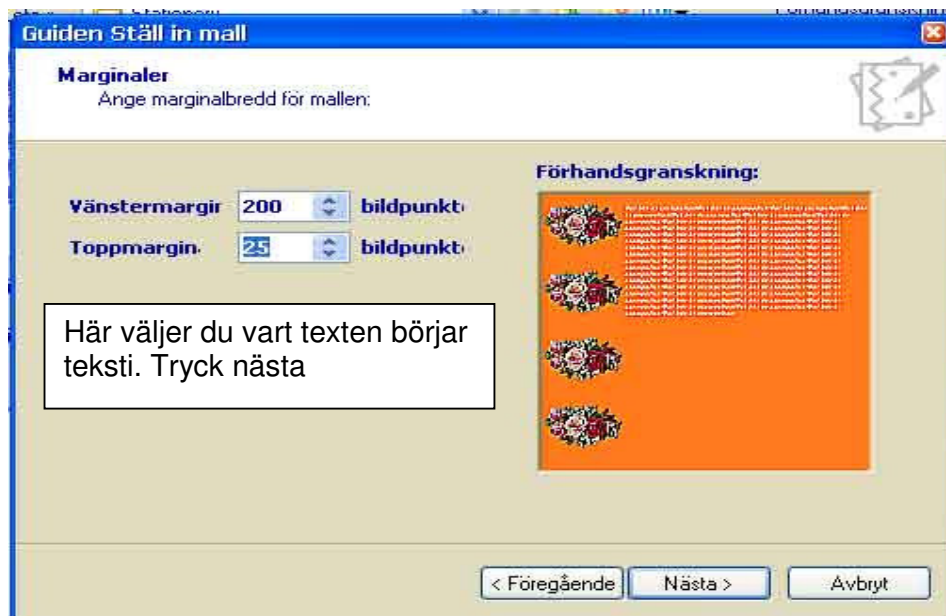 Stationery
Guiden Ställ in mall
Marginaler
Ange marginalbredd för mallen:
Förhandsgranskning:
Vänstermargir 200 bildpunkt
Toppmargin 25 bildpunkt
Här väljer du vart texten börjar
teksti. Tryck nästa
< Föregående Nästa > Avbryt